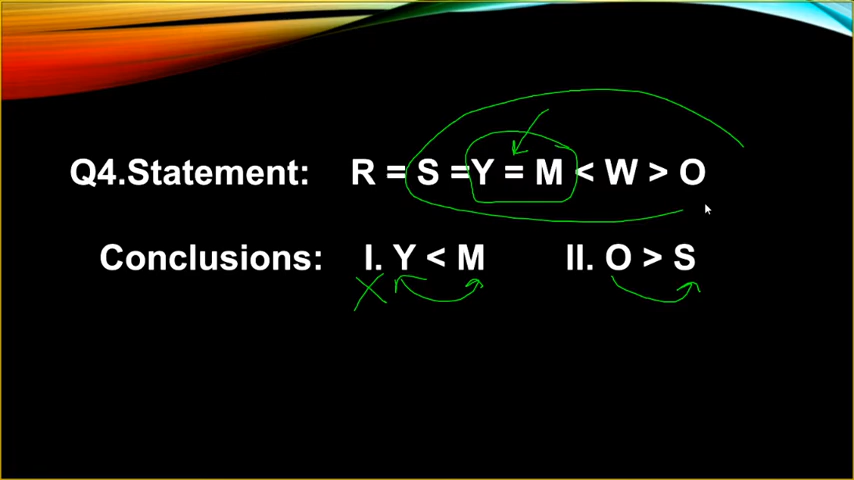 Q4.Statement: R = S =Y = M < W > O
Conclusions: I. Y < M II. O > S